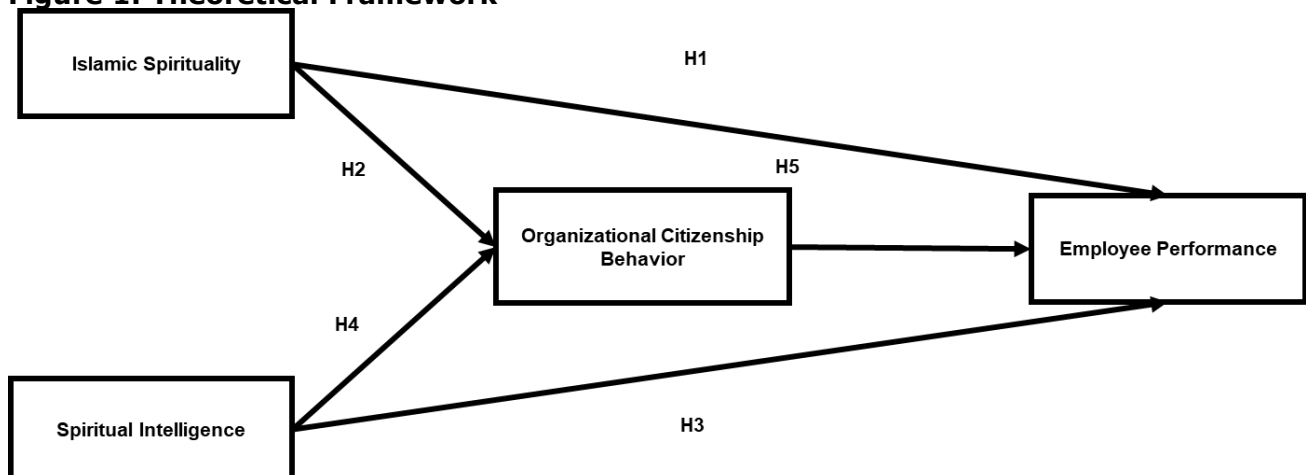 Figure 1. Theoretical Framework
Islamic Spirituality
H1
H2
H5
Organizational Citizenship
Behavior
Employee Performance
H4
H3
Spiritual Intelligence